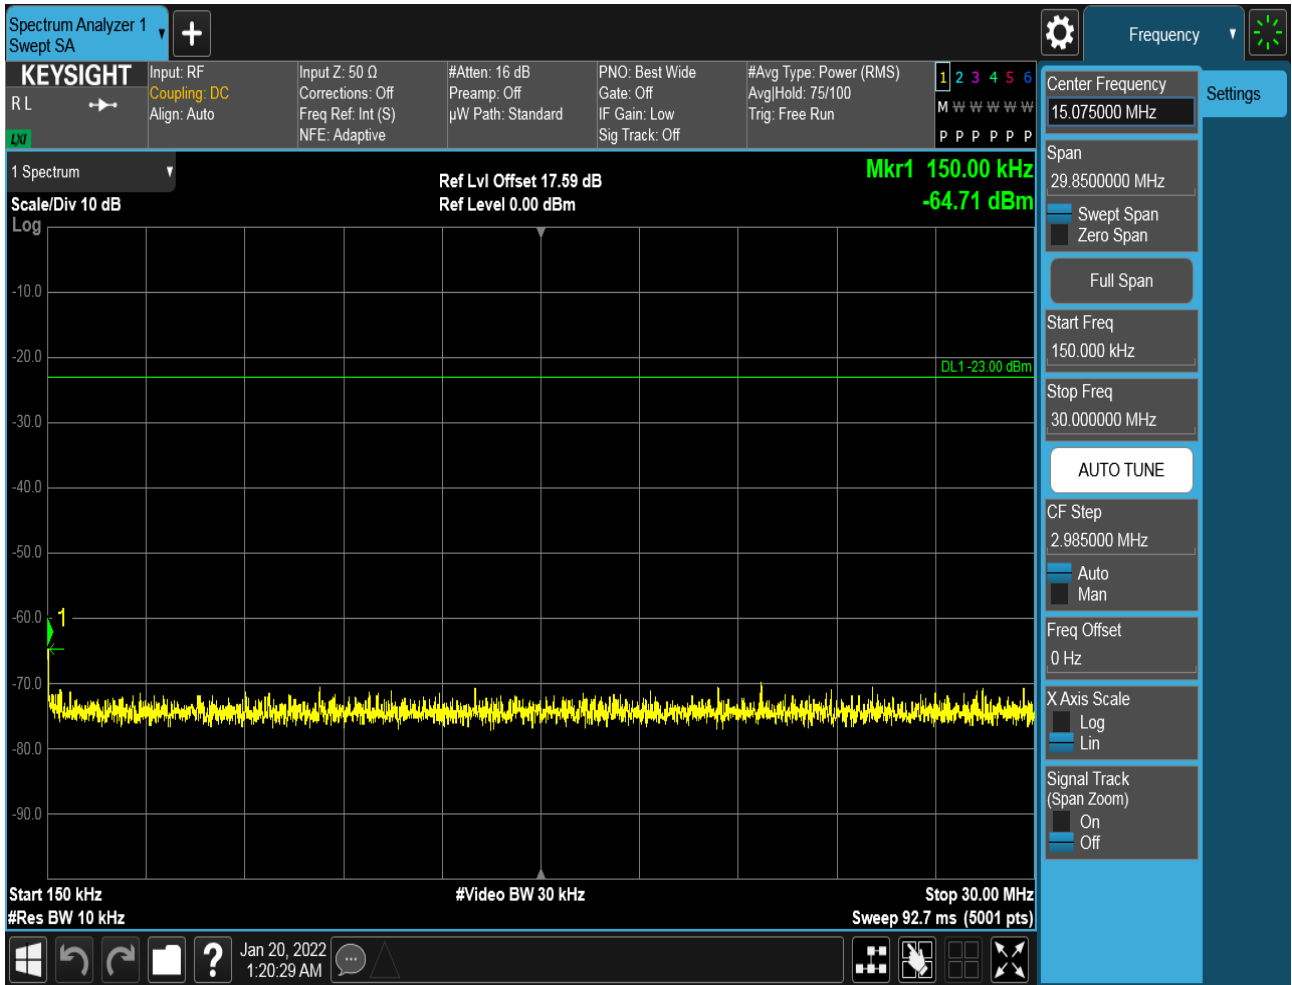 Spectrum Analyzer 1
Swept SA
+
Frequency
KEYSIGHT
R L
LXI
Input: RF
Coupling: DC
Align: Auto
Input Z: 50 Ω
Corrections: Off
Freq Ref: Int (S)
NFE: Adaptive
#Atten: 16 dB
Preamp: Off
µW Path: Standard
PNO: Best Wide
Gate: Off
IF Gain: Low
Sig Track: Off
#Avg Type: Power (RMS)
Avg|Hold: 75/100
Trig: Free Run
1 2 3 4 5 6
M W W W W W
P P P P P P
1 Spectrum
Scale/Div 10 dB
Log
Ref Lvl Offset 17.59 dB
Ref Level 0.00 dBm
Mkr1 150.00 kHz
-64.71 dBm
-10.0
-20.0
DL1 -23.00 dBm
-30.0
-40.0
-50.0
-60.0
1
-70.0
-80.0
-90.0
Start 150 kHz
#Res BW 10 kHz
#Video BW 30 kHz
Stop 30.00 MHz
Sweep 92.7 ms (5001 pts)
Center Frequency
15.075000 MHz
Settings
Span
29.8500000 MHz
Swept Span
Zero Span
Full Span
Start Freq
150.000 kHz
Stop Freq
30.000000 MHz
AUTO TUNE
CF Step
2.985000 MHz
Auto
Man
Freq Offset
0 Hz
X Axis Scale
Log
Lin
Signal Track
(Span Zoom)
On
Off
?
Jan 20, 2022
1:20:29 AM